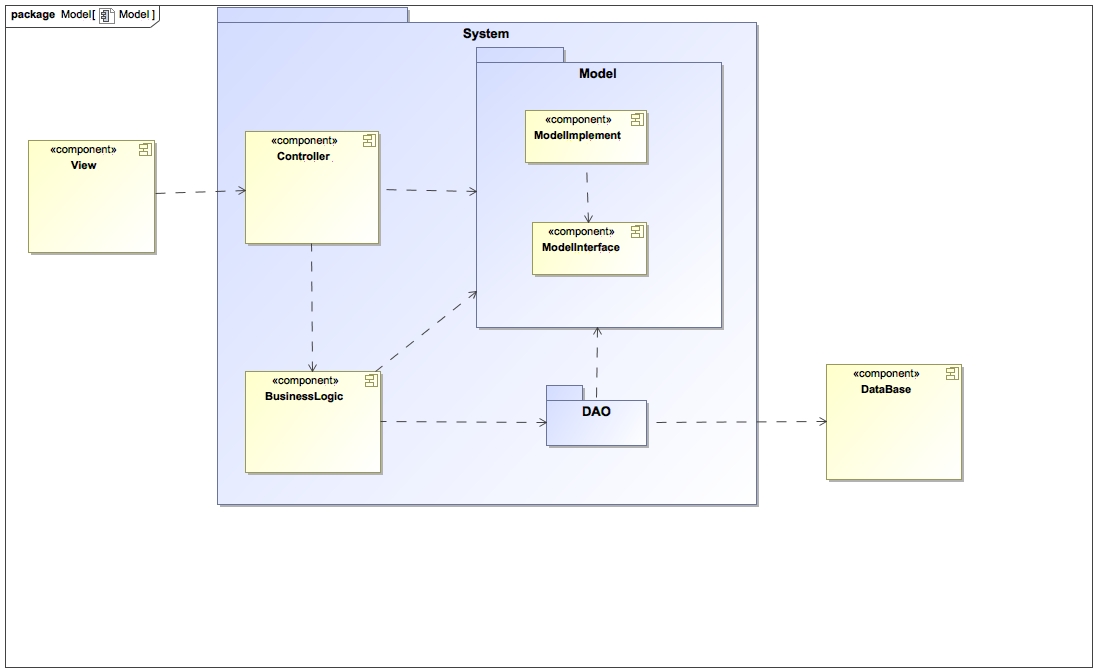 package Model[ Model ]
System
Model
«component»
ModelImplement
«component»
Controller
«component»
View
«component»
ModelInterface
«component»
DataBase
«component»
BusinessLogic
DAO